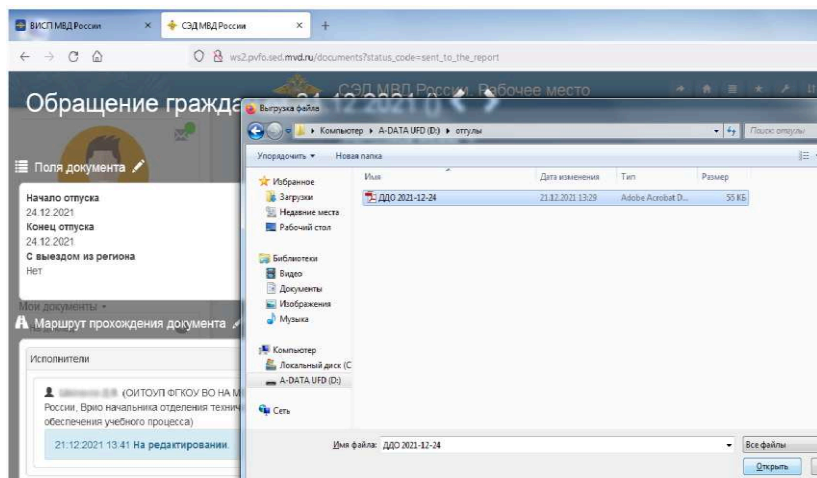 ВИСП МВД России
СЭД МВД России
ws2.pvfo.sed.mvd.ru/documents?status_code=sent_to_the_report
СЭД МВД России. Рабочее место
Обращение гражда
24.12.2021 ()
Выгрузка файла
Компьютер ▸ A-DATA UFD (D:) ▸ отгулы
Поиск: отгулы
Упорядочить ▾ Новая папка
Поля документа
Начало отпуска
24.12.2021
Конец отпуска
24.12.2021
С выездом из региона
Нет
Мои документы
Маршрут прохождения документа
Исполнители
(ОИТОУП ФГКОУ ВО НА М
России, Врио начальника отделения технич
обеспечения учебного процесса)
21.12.2021 13:41 На редактировании.
Избранное
Загрузки
Недавние места
Рабочий стол
Библиотеки
Видео
Документы
Изображения
Музыка
Компьютер
Локальный диск (C
A-DATA UFD (D:)
Сеть
Имя Дата изменения Тип Размер
ДДО 2021-12-24 21.12.2021 13:29 Adobe Acrobat D... 55 КБ
Имя файла: ДДО 2021-12-24
Все файлы
Открыть